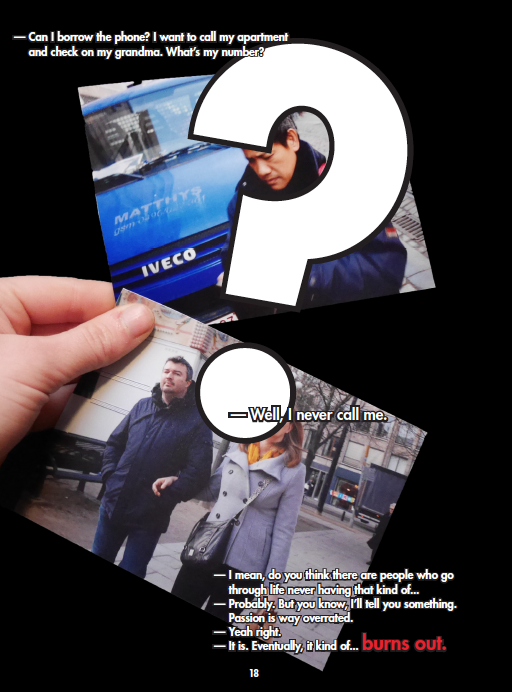 — Can I borrow the phone? I want to call my apartment
and check on my grandma. What's my number?
MATTHYS
IVECO
— Well, I never call me.
— I mean, do you think there are people who go
through life never having that kind of...
— Probably. But you know, I'll tell you something.
Passion is way overrated.
— Yeah right.
— It is. Eventually, it kind of... burns out.
18